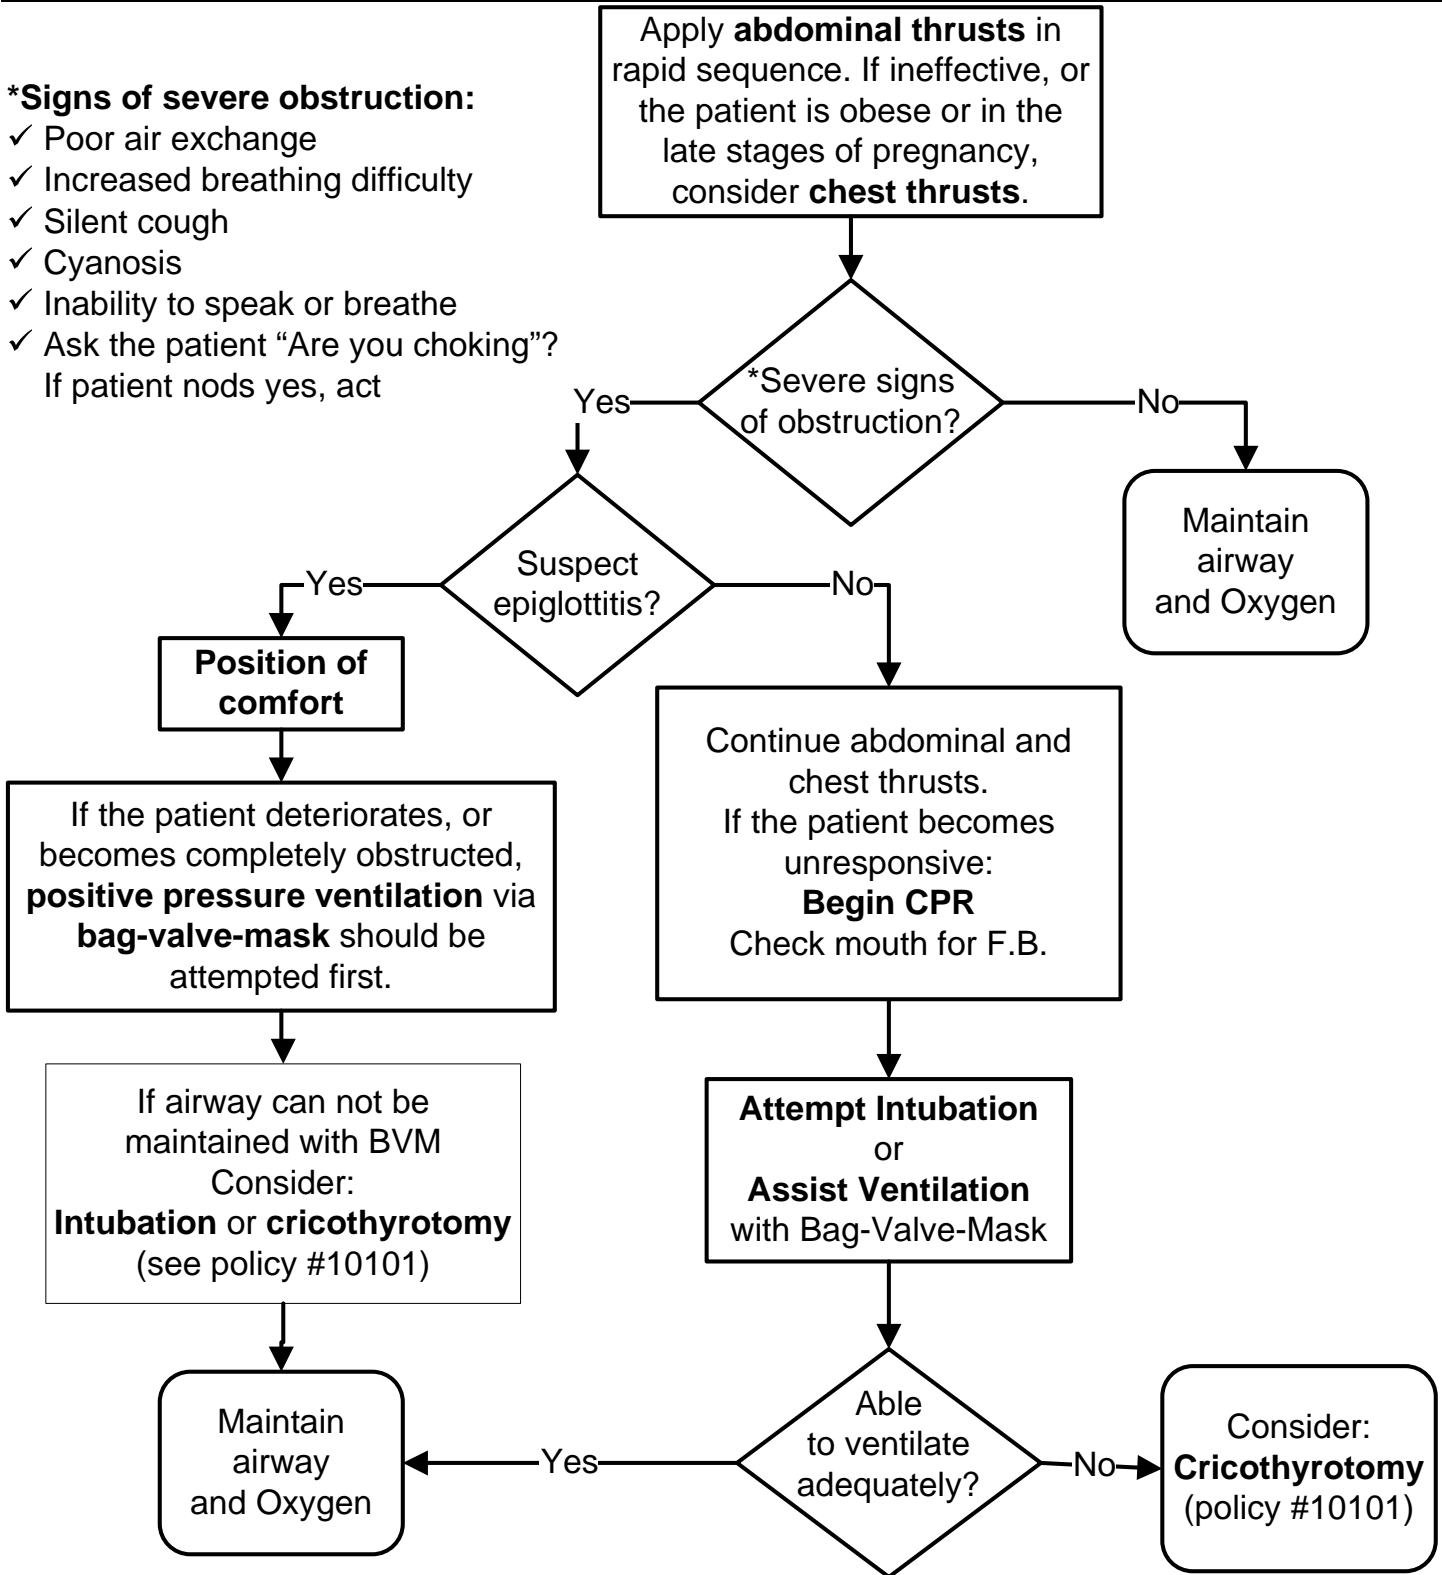 Apply abdominal thrusts in
rapid sequence. If ineffective, or
the patient is obese or in the
late stages of pregnancy,
consider chest thrusts.
*Signs of severe obstruction:
✓ Poor air exchange
✓ Increased breathing difficulty
✓ Silent cough
✓ Cyanosis
✓ Inability to speak or breathe
✓ Ask the patient “Are you choking”?
If patient nods yes, act
*Severe signs
of obstruction?
Yes
No
Maintain
airway
and Oxygen
Suspect
epiglottitis?
Yes
No
Position of
comfort
If the patient deteriorates, or
becomes completely obstructed,
positive pressure ventilation via
bag-valve-mask should be
attempted first.
If airway can not be
maintained with BVM
Consider:
Intubation or cricothyrotomy
(see policy #10101)
Continue abdominal and
chest thrusts.
If the patient becomes
unresponsive:
Begin CPR
Check mouth for F.B.
Attempt Intubation
or
Assist Ventilation
with Bag-Valve-Mask
Able
to ventilate
adequately?
Yes
No
Maintain
airway
and Oxygen
Consider:
Cricothyrotomy
(policy #10101)